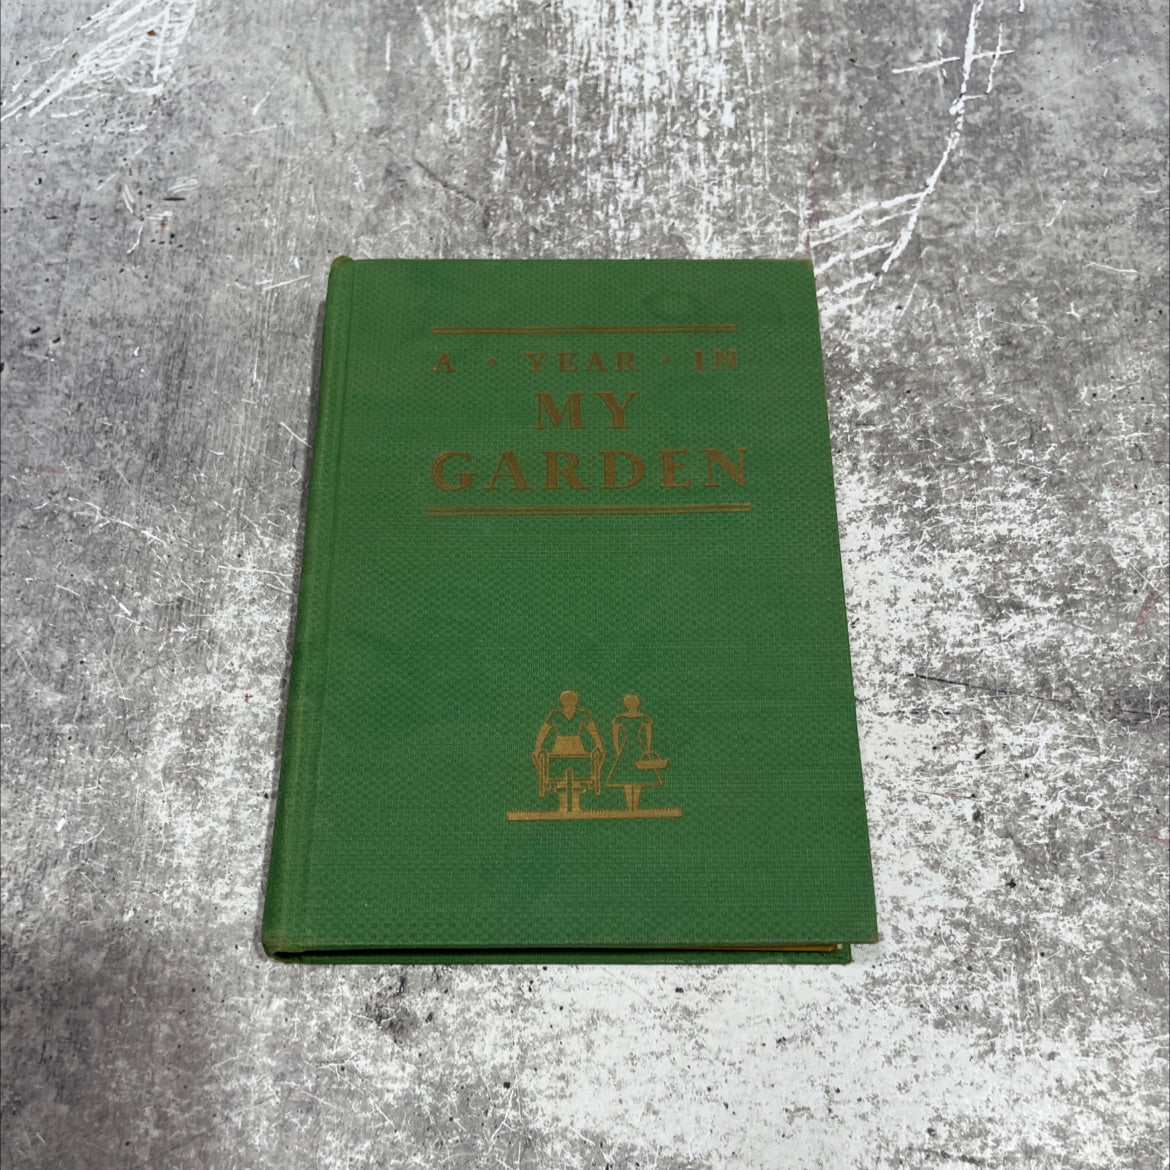 A · YEAR · IN
MY
GARDEN